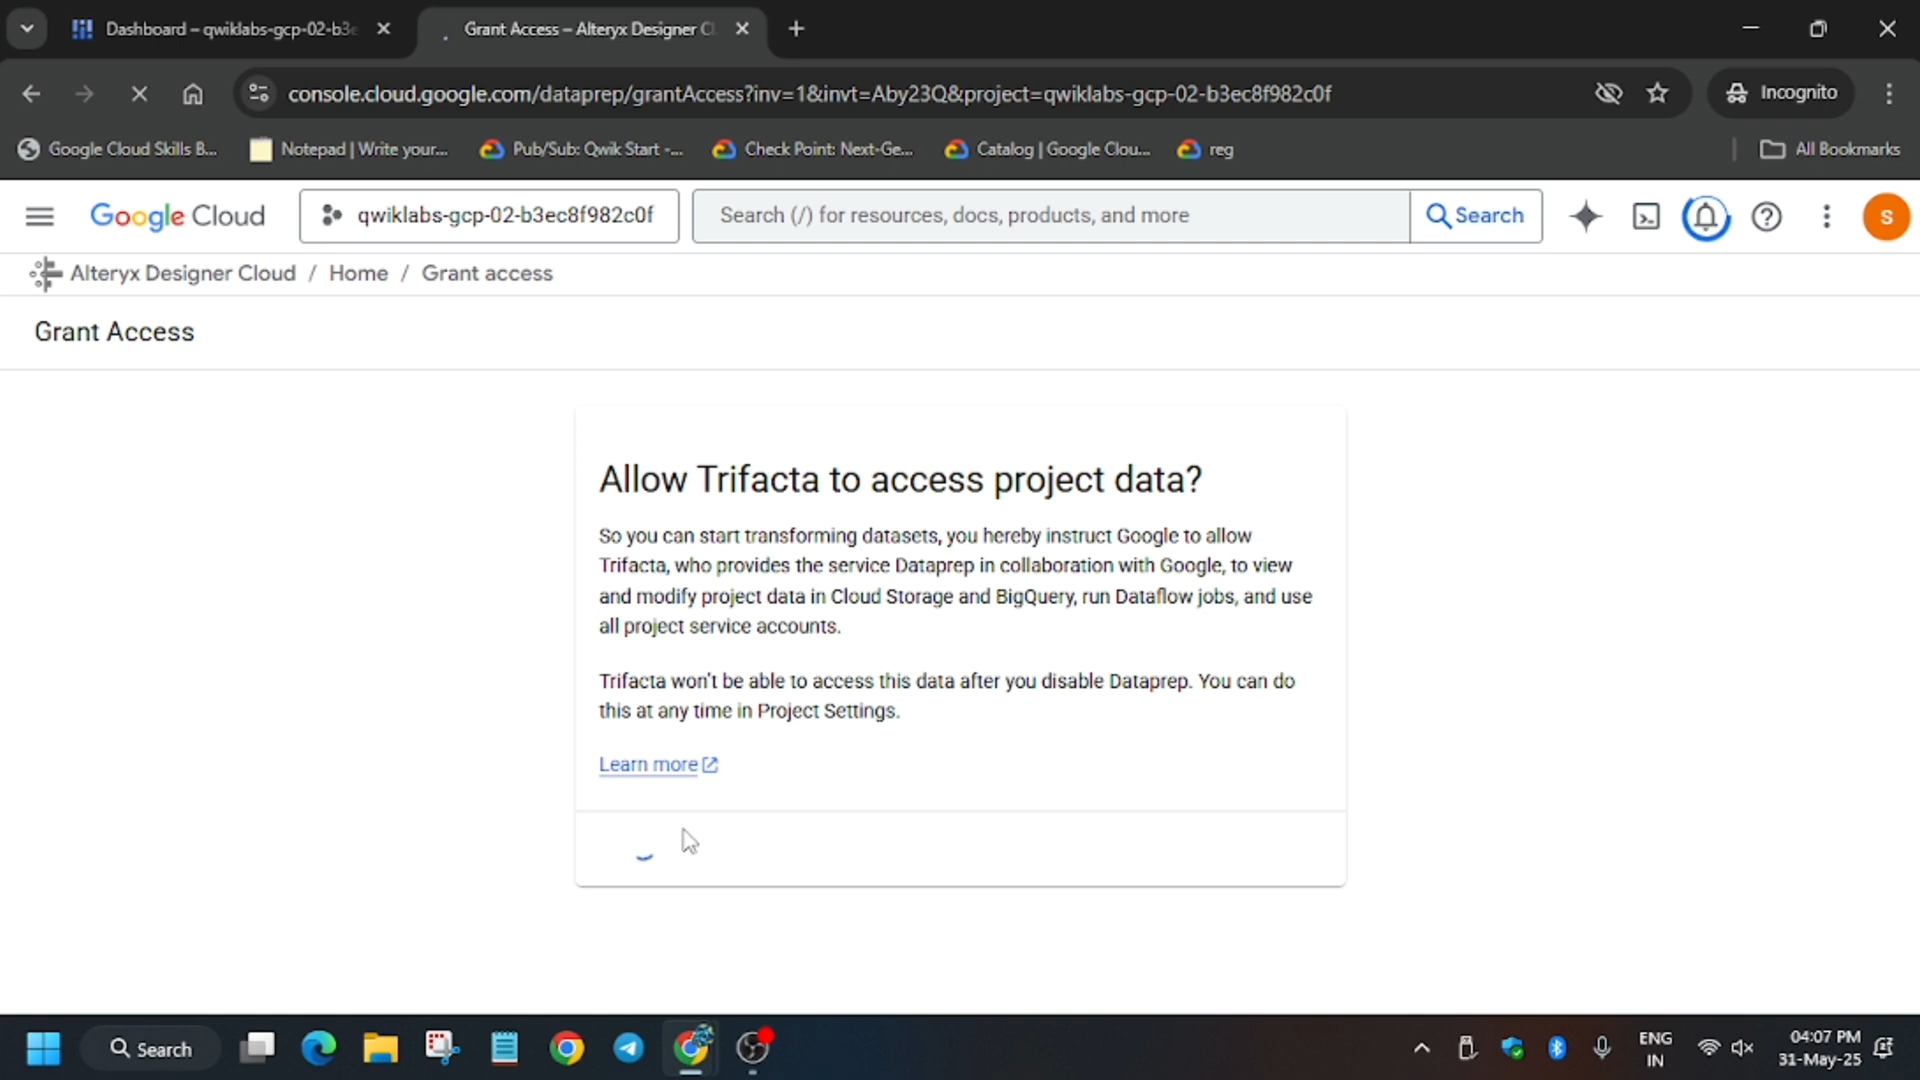 Dashboard – qwiklabs-gcp-02-b3e
Grant Access – Alteryx Designer C
console.cloud.google.com/dataprep/grantAccess?inv=1&invt=Aby23Q&project=qwiklabs-gcp-02-b3ec8f982c0f
Incognito
Google Cloud Skills B...
Notepad | Write your...
Pub/Sub: Qwik Start -...
Check Point: Next-Ge...
Catalog | Google Clou...
reg
All Bookmarks
Google Cloud
qwiklabs-gcp-02-b3ec8f982c0f
Search (/) for resources, docs, products, and more
Search
S
Alteryx Designer Cloud / Home / Grant access
Grant Access
Allow Trifacta to access project data?
So you can start transforming datasets, you hereby instruct Google to allow
Trifacta, who provides the service Dataprep in collaboration with Google, to view
and modify project data in Cloud Storage and BigQuery, run Dataflow jobs, and use
all project service accounts.
Trifacta won't be able to access this data after you disable Dataprep. You can do
this at any time in Project Settings.
Learn more
Search
ENG
IN
04:07 PM
31-May-25